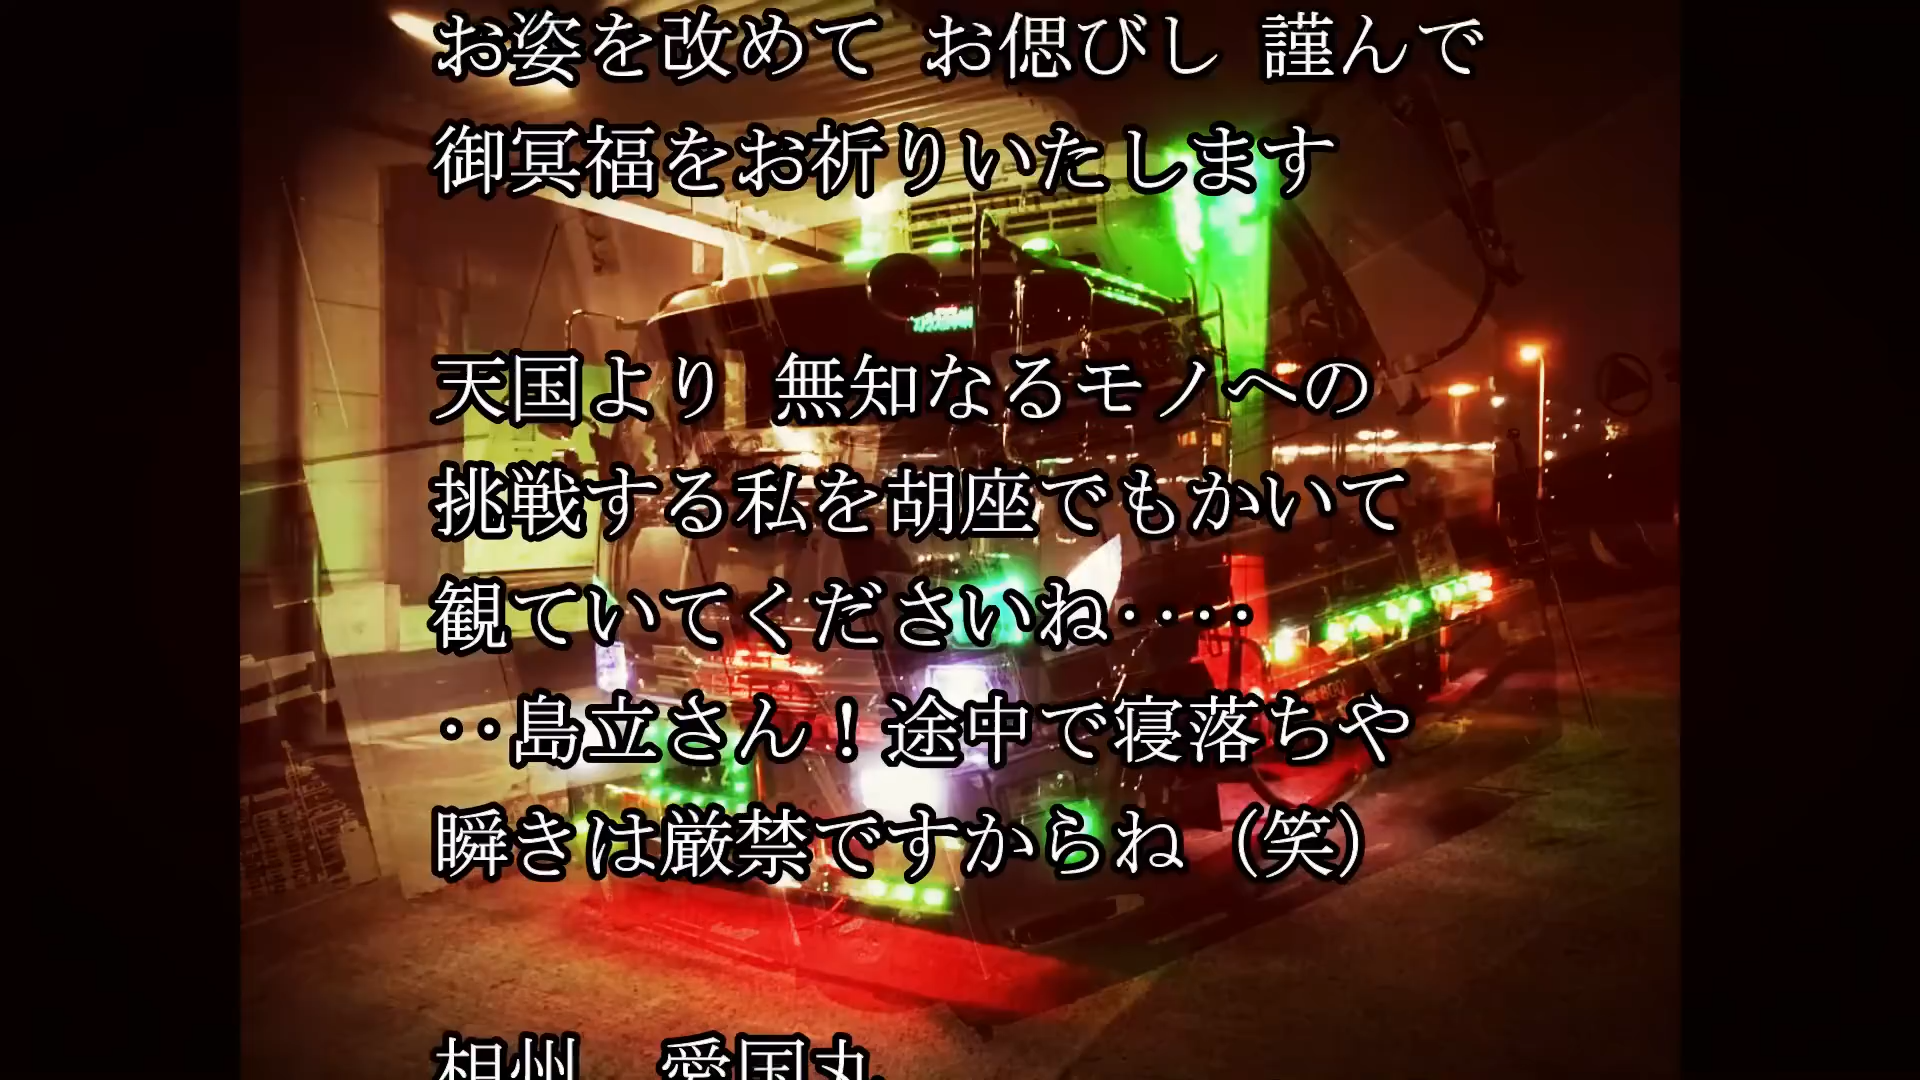 お姿を改めて　お偲びし　謹んで
御冥福をお祈りいたします
天国より　無知なるモノへの
挑戦する私を胡座でもかいて
観ていてくださいね‥‥
‥島立さん！途中で寝落ちや
瞬きは厳禁ですからね（笑）
相州　愛国丸